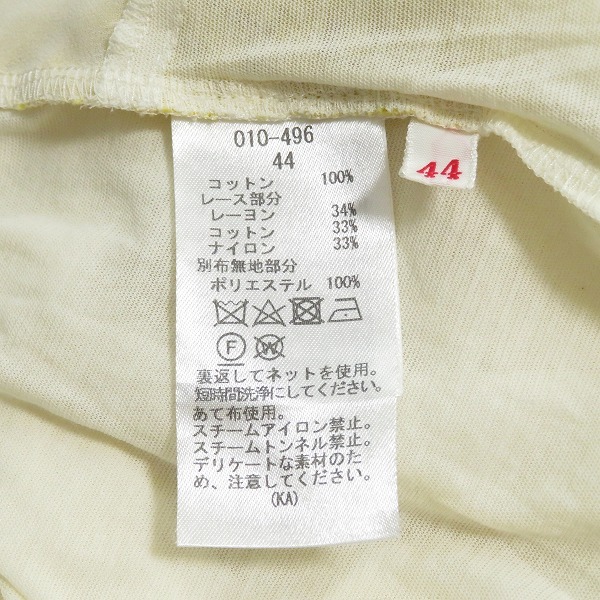 010-496
44
コットン 100%
レース部分
レーヨン 34%
コットン 33%
ナイロン 33%
別布無地部分
ポリエステル 100%
F W
裏返してネットを使用。
短時間洗浄にしてください。
あて布使用。
スチームアイロン禁止。
スチームトンネル禁止。
デリケートな素材のた
め、注意してください。
(KA)
44